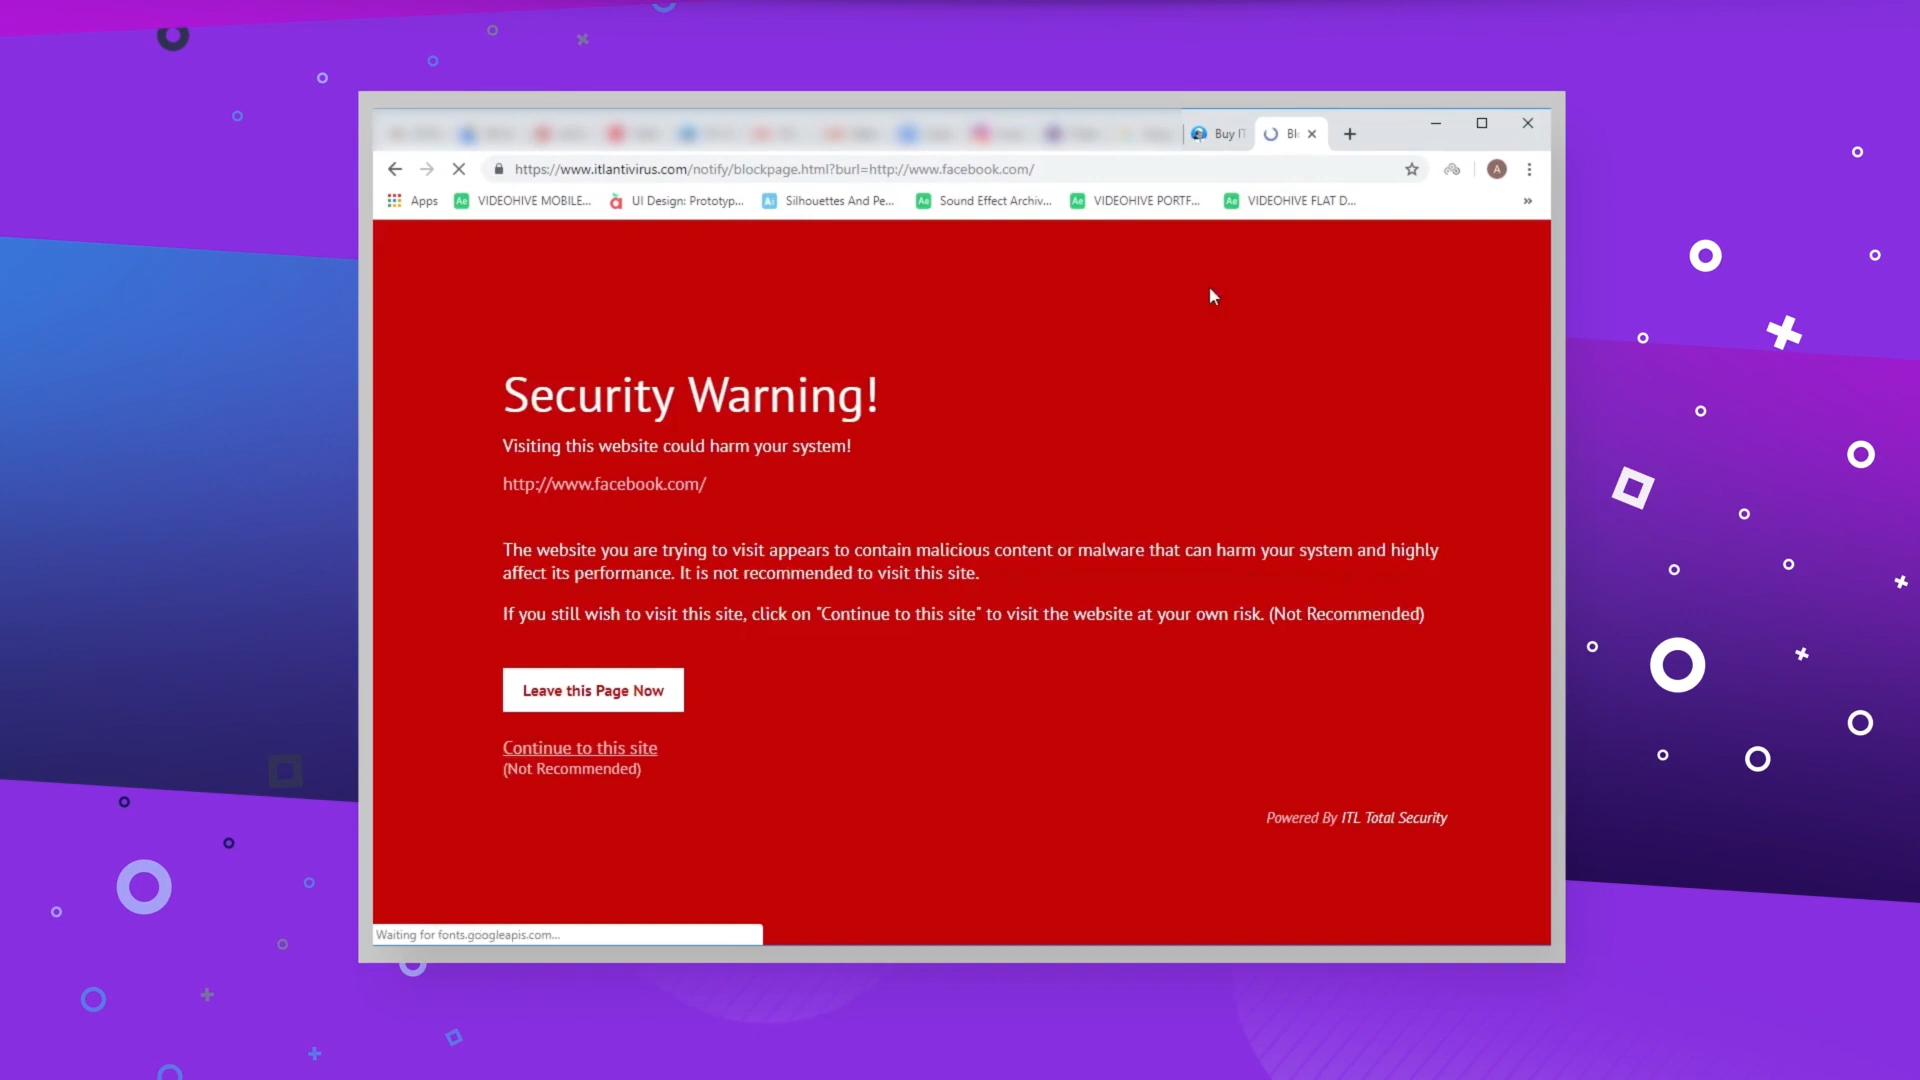 Buy I
Bl
https://www.itlantivirus.com/notify/blockpage.html?burl=http://www.facebook.com/
A
Apps
Ae VIDEOHIVE MOBILE...
UI Design: Prototyp...
Ai Silhouettes And Pe...
Ae Sound Effect Archiv...
Ae VIDEOHIVE PORTF...
Ae VIDEOHIVE FLAT D...
Security Warning!
Visiting this website could harm your system!
http://www.facebook.com/
The website you are trying to visit appears to contain malicious content or malware that can harm your system and highly
affect its performance. It is not recommended to visit this site.
If you still wish to visit this site, click on "Continue to this site" to visit the website at your own risk. (Not Recommended)
Leave this Page Now
Continue to this site
(Not Recommended)
Powered By ITL Total Security
Waiting for fonts.googleapis.com...